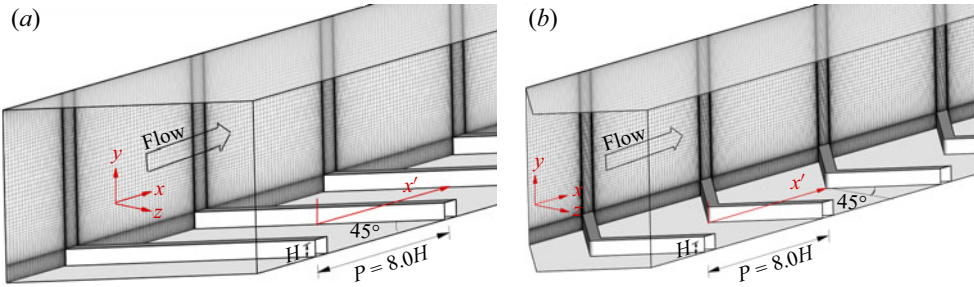 (a)
Flow
y
x
z
x′
45°
H
P = 8.0H
(b)
Flow
y
x
z
x′
45°
H
P = 8.0H